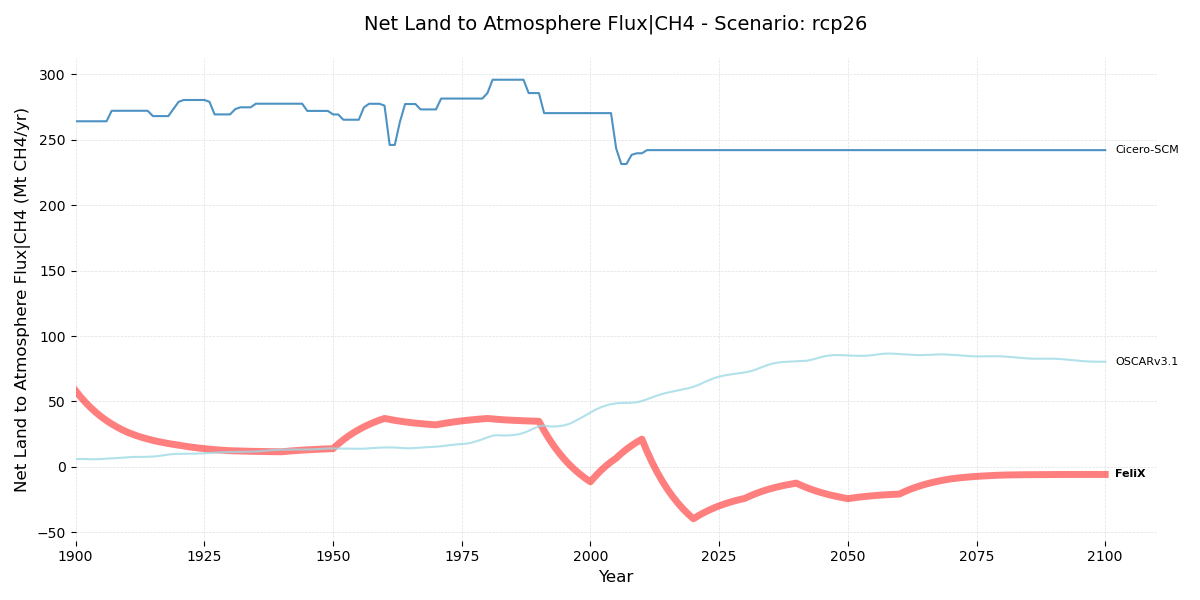 Net Land to Atmosphere Flux|CH4 - Scenario: rcp26
Net Land to Atmosphere Flux|CH4 (Mt CH4/yr)
300
250
200
150
100
50
0
−50
Cicero-SCM
OSCARv3.1
FeliX
1900 1925 1950 1975 2000 2025 2050 2075 2100
Year